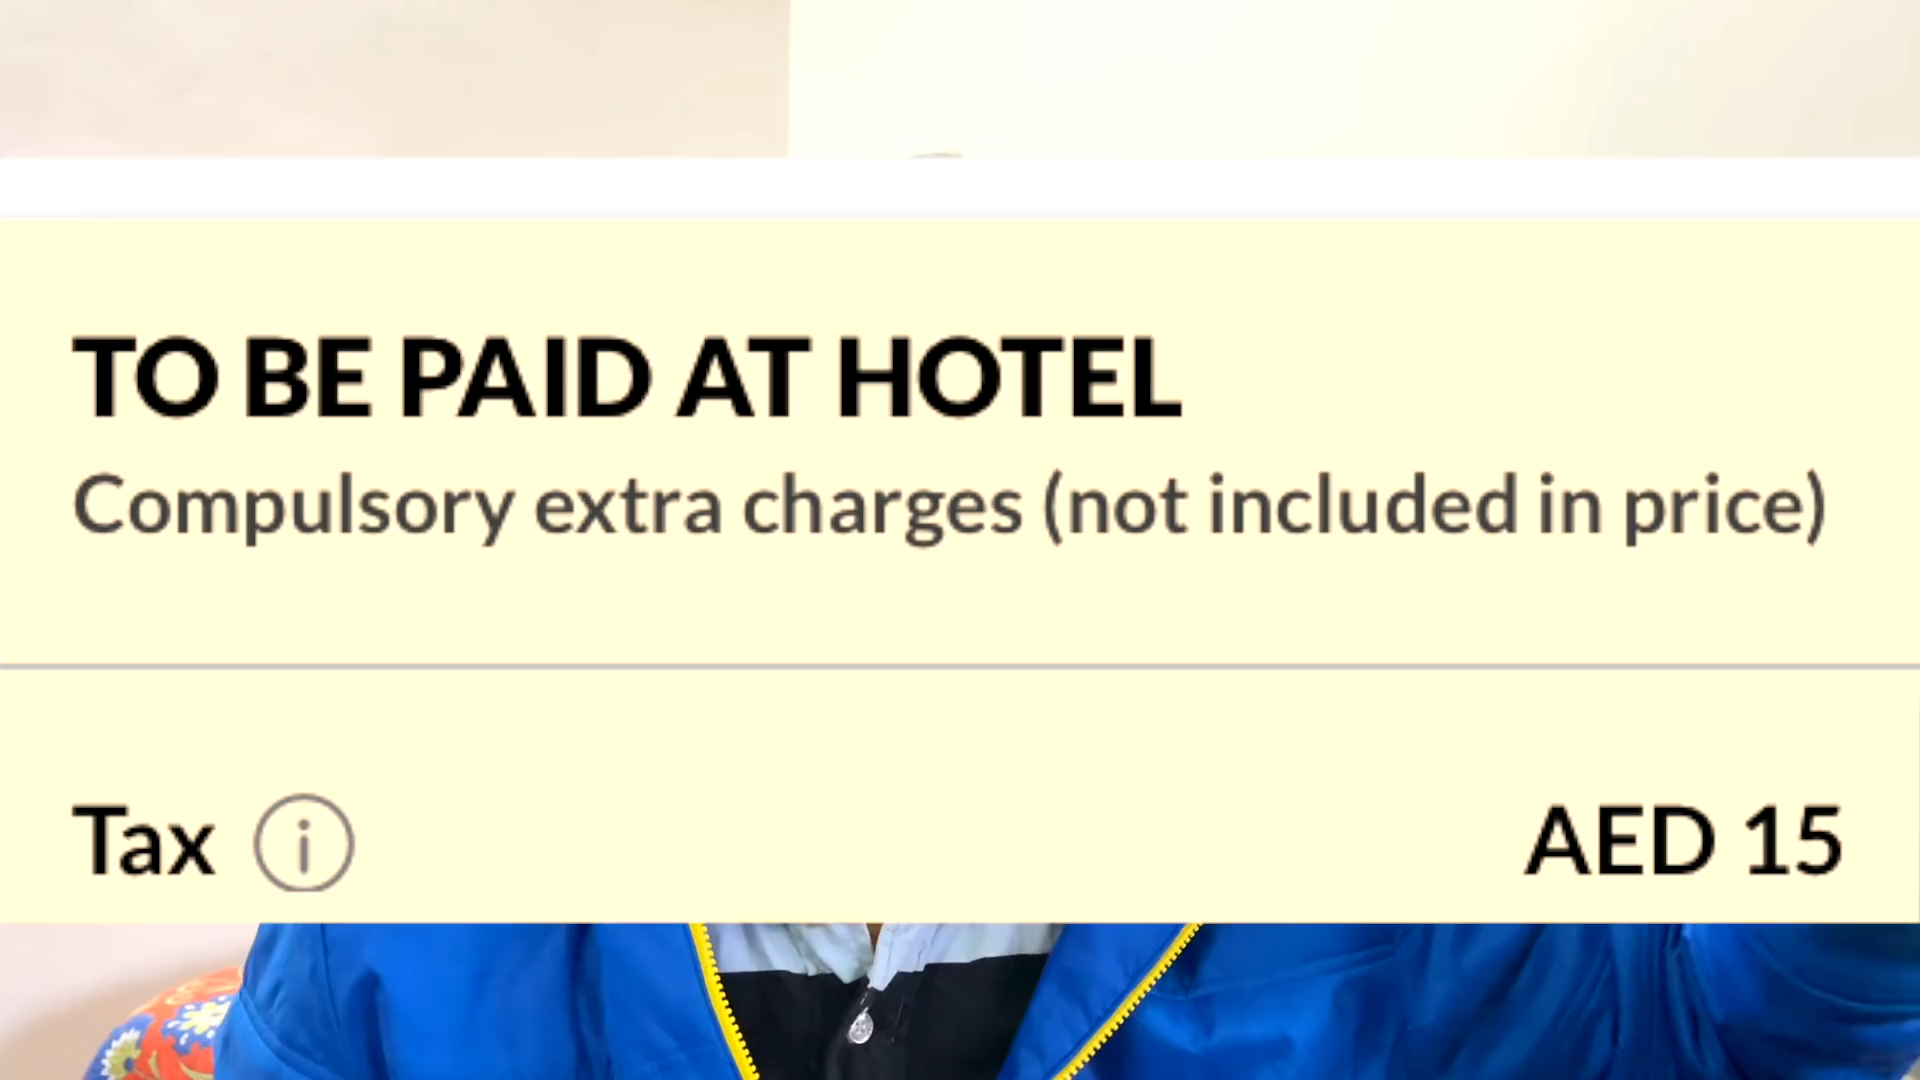 TO BE PAID AT HOTEL
Compulsory extra charges (not included in price)
Tax AED 15